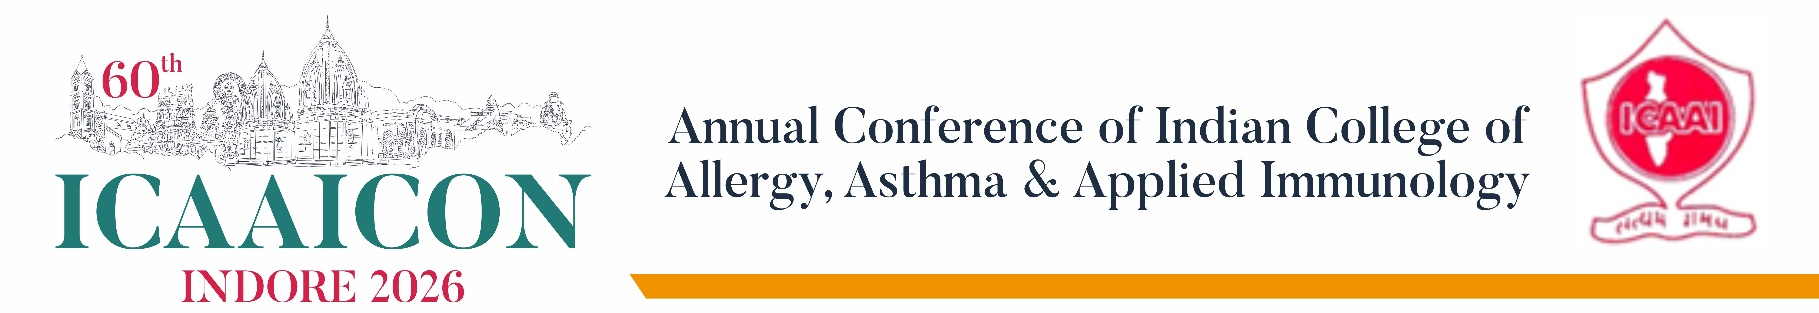 60th
ICAAICON
INDORE 2026
Annual Conference of Indian College of
Allergy, Asthma & Applied Immunology
ICAAI